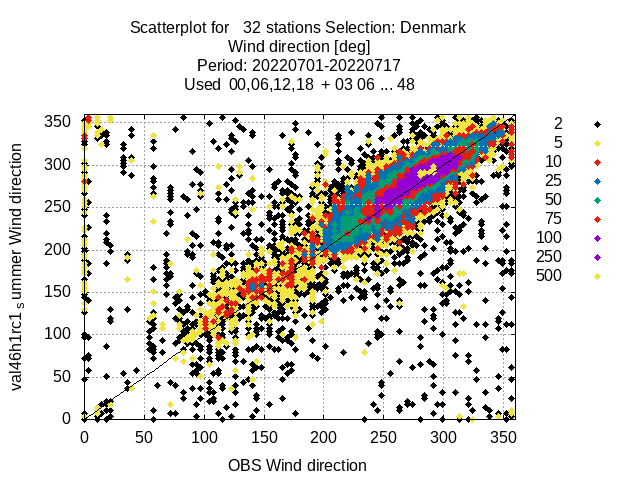 Scatterplot for 32 stations Selection: Denmark
Wind direction [deg]
Period: 20220701-20220717
Used 00,06,12,18 + 03 06 ... 48
val46h1rc1 summer Wind direction
350
300
250
200
150
100
50
0
0 50 100 150 200 250 300 350
OBS Wind direction
2
5
10
25
50
75
100
250
500